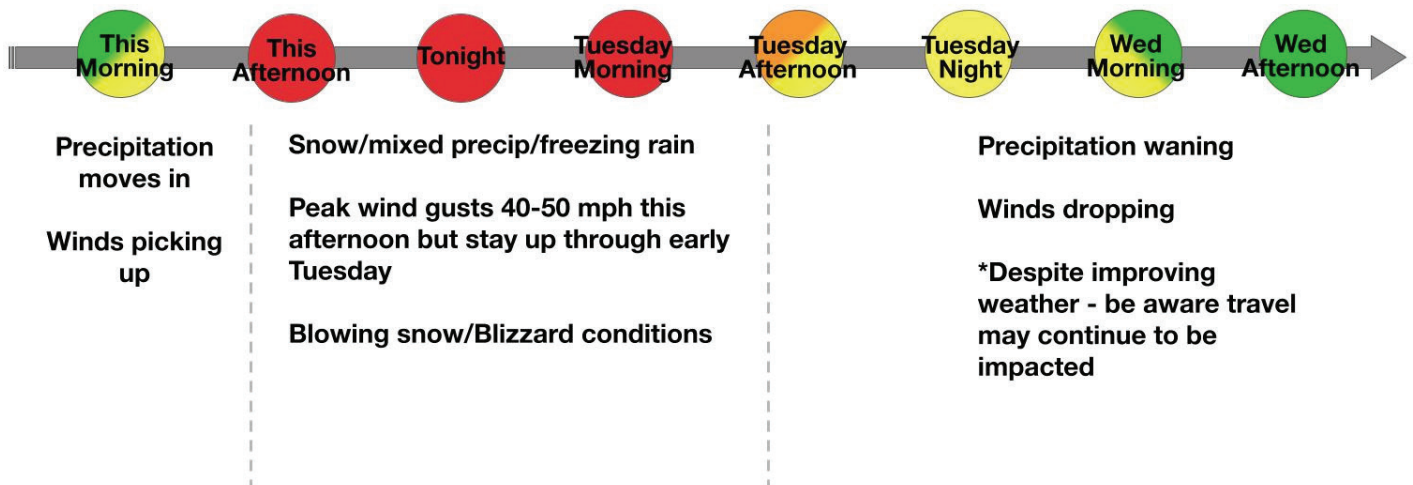 This
Morning
This
Afternoon
Tonight
Tuesday
Morning
Tuesday
Afternoon
Tuesday
Night
Wed
Morning
Wed
Afternoon
Precipitation
moves in
Winds picking
up
Snow/mixed precip/freezing rain
Peak wind gusts 40-50 mph this
afternoon but stay up through early
Tuesday
Blowing snow/Blizzard conditions
Precipitation waning
Winds dropping
*Despite improving
weather - be aware travel
may continue to be
impacted